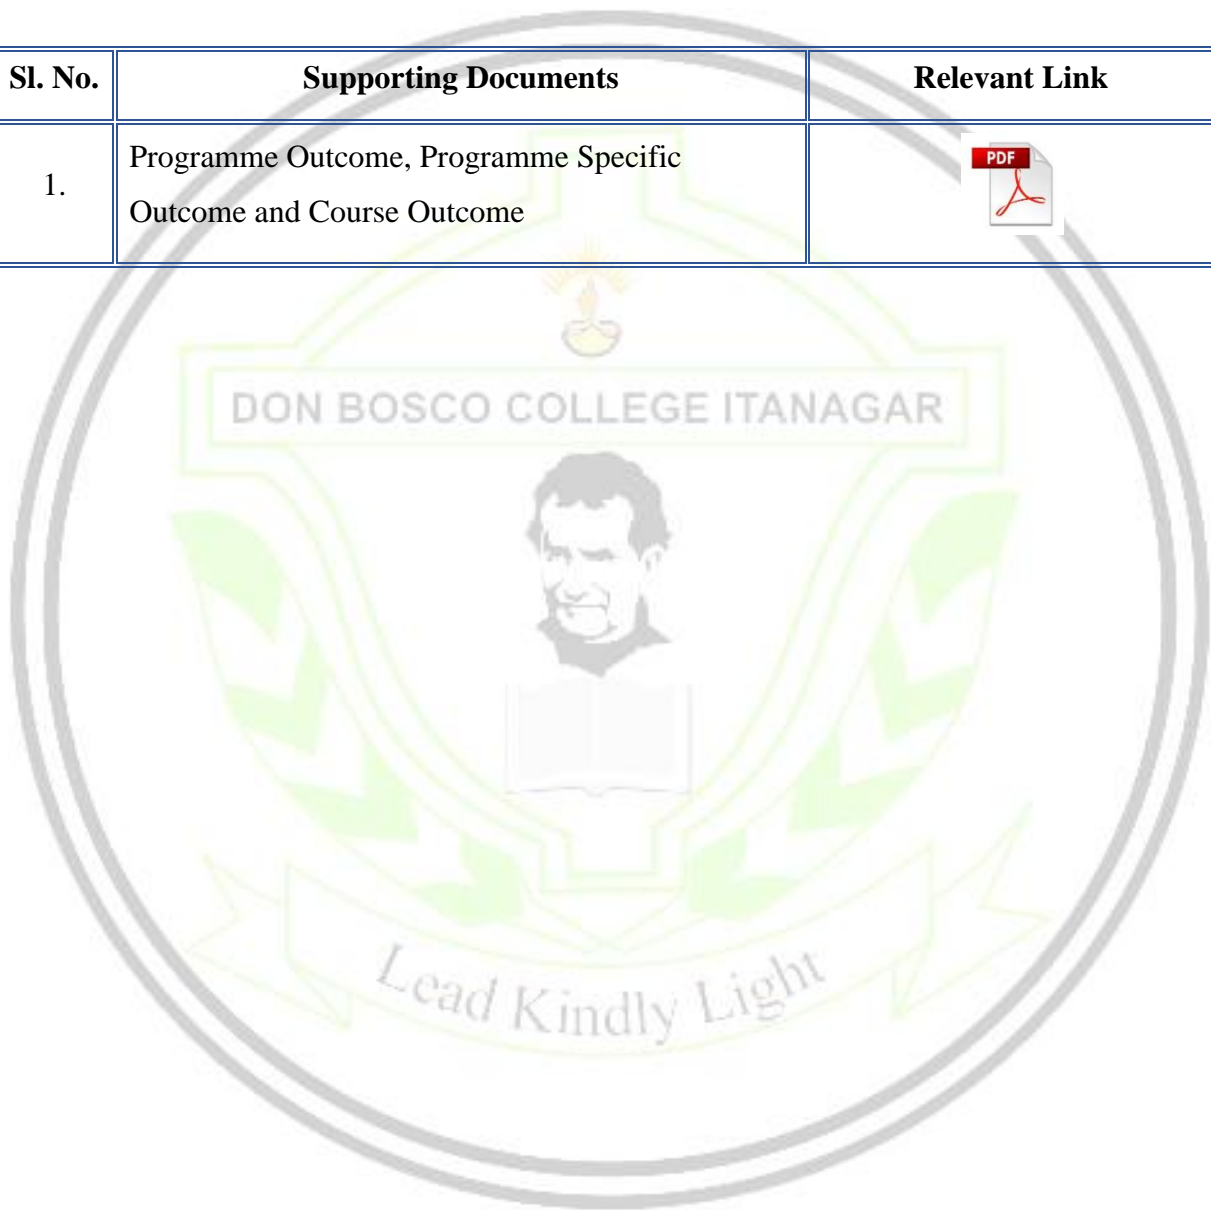 Sl. No. Supporting Documents Relevant Link
1. Programme Outcome, Programme Specific
Outcome and Course Outcome
PDF
DON BOSCO COLLEGE ITANAGAR
Lead Kindly Light